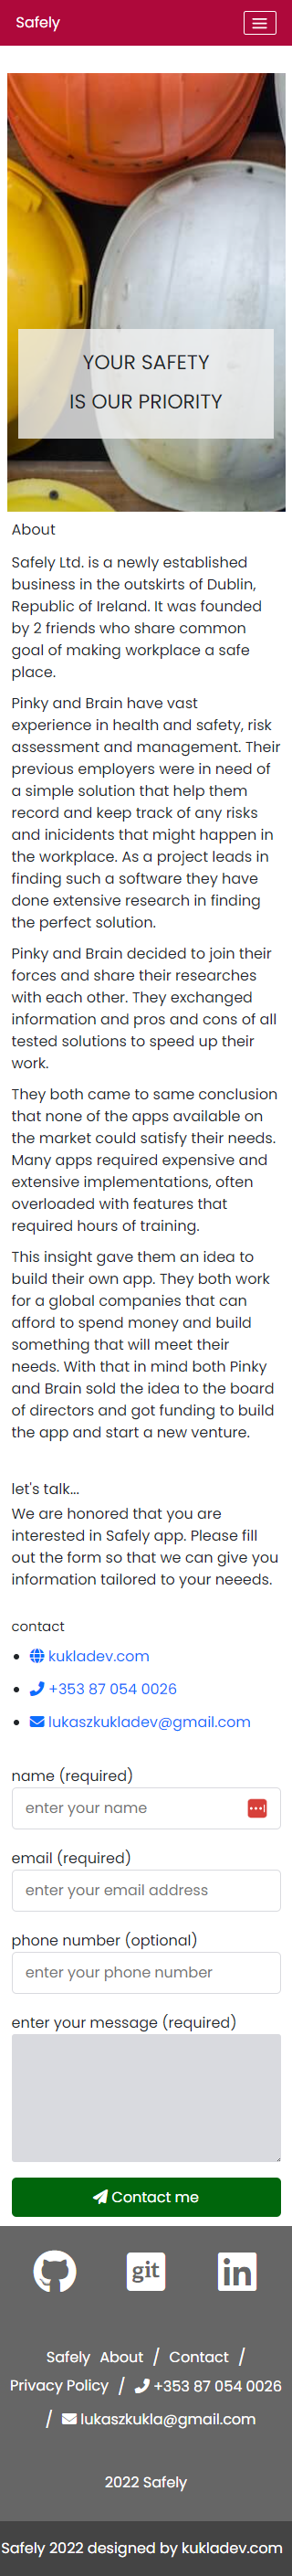 Safely
YOUR SAFETY
IS OUR PRIORITY
About
Safely Ltd. is a newly established
business in the outskirts of Dublin,
Republic of Ireland. It was founded
by 2 friends who share common
goal of making workplace a safe
place.
Pinky and Brain have vast
experience in health and safety, risk
assessment and management. Their
previous employers were in need of
a simple solution that help them
record and keep track of any risks
and inicidents that might happen in
the workplace. As a project leads in
finding such a software they have
done extensive research in finding
the perfect solution.
Pinky and Brain decided to join their
forces and share their researches
with each other. They exchanged
information and pros and cons of all
tested solutions to speed up their
work.
They both came to same conclusion
that none of the apps available on
the market could satisfy their needs.
Many apps required expensive and
extensive implementations, often
overloaded with features that
required hours of training.
This insight gave them an idea to
build their own app. They both work
for a global companies that can
afford to spend money and build
something that will meet their
needs. With that in mind both Pinky
and Brain sold the idea to the board
of directors and got funding to build
the app and start a new venture.
let's talk...
We are honored that you are
interested in Safely app. Please fill
out the form so that we can give you
information tailored to your neeeds.
contact
kukladev.com
+353 87 054 0026
lukaszkukladev@gmail.com
name (required)
enter your name
email (required)
enter your email address
phone number (optional)
enter your phone number
enter your message (required)
Contact me
git in
Safely About / Contact /
Privacy Policy / +353 87 054 0026
/ lukaszkukla@gmail.com
2022 Safely
Safely 2022 designed by kukladev.com